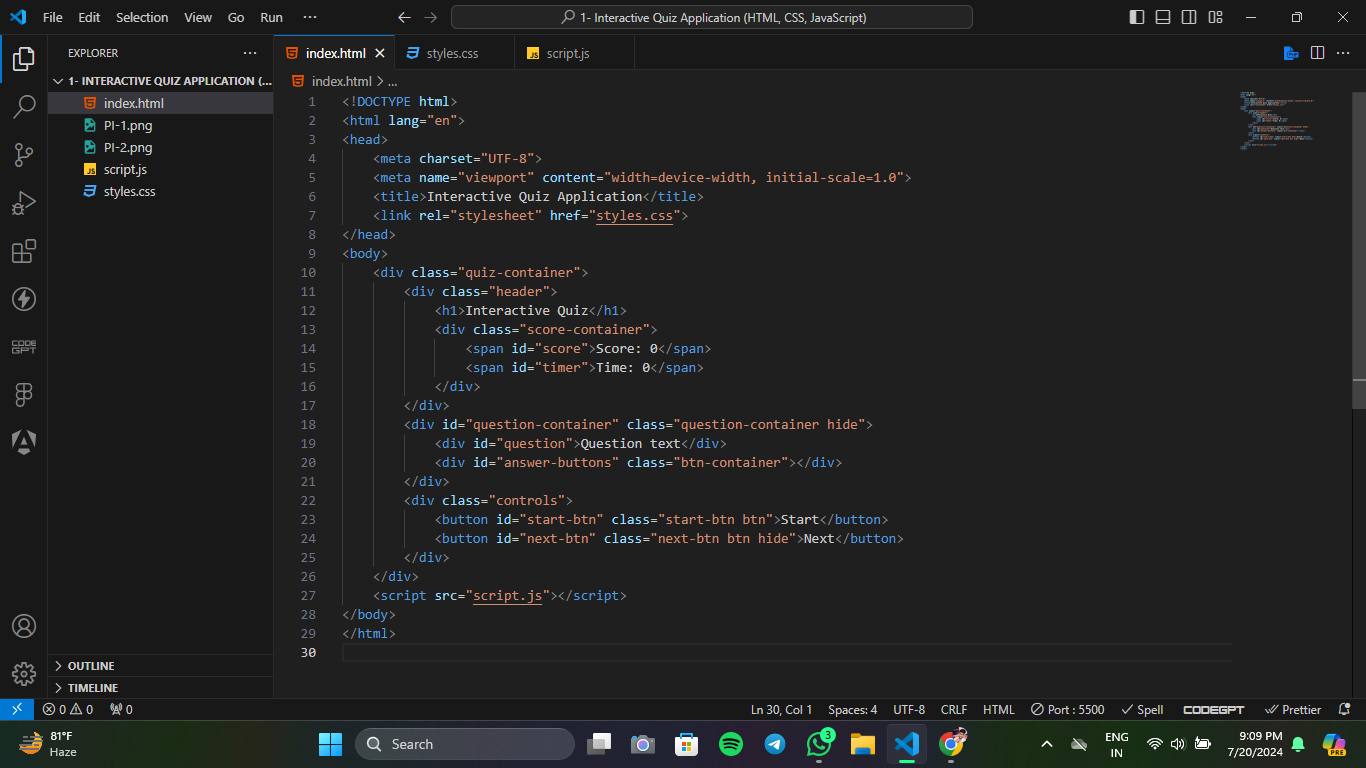 File Edit Selection View Go Run ··· 1- Interactive Quiz Application (HTML, CSS, JavaScript)
EXPLORER ···
1- INTERACTIVE QUIZ APPLICATION (...
index.html
PI-1.png
PI-2.png
JS script.js
styles.css
OUTLINE
TIMELINE
CODE
GPT
index.html styles.css JS script.js
index.html > ...
1 <!DOCTYPE html>
2 <html lang="en">
3 <head>
4     <meta charset="UTF-8">
5     <meta name="viewport" content="width=device-width, initial-scale=1.0">
6     <title>Interactive Quiz Application</title>
7     <link rel="stylesheet" href="styles.css">
8 </head>
9 <body>
10     <div class="quiz-container">
11         <div class="header">
12             <h1>Interactive Quiz</h1>
13             <div class="score-container">
14                 <span id="score">Score: 0</span>
15                 <span id="timer">Time: 0</span>
16             </div>
17         </div>
18         <div id="question-container" class="question-container hide">
19             <div id="question">Question text</div>
20             <div id="answer-buttons" class="btn-container"></div>
21         </div>
22         <div class="controls">
23             <button id="start-btn" class="start-btn btn">Start</button>
24             <button id="next-btn" class="next-btn btn hide">Next</button>
25         </div>
26     </div>
27     <script src="script.js"></script>
28 </body>
29 </html>
30
0 0 0 Ln 30, Col 1 Spaces: 4 UTF-8 CRLF HTML Port : 5500 Spell CODEGPT Prettier
81°F
Haze
Search
3
ENG
IN
9:09 PM
7/20/2024
PRE